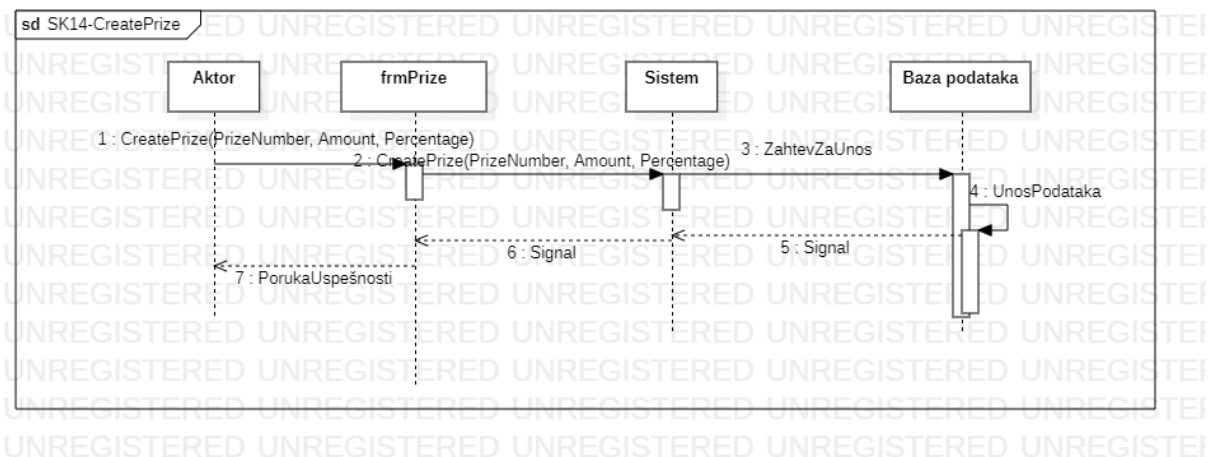 sd SK14-CreatePrize
Aktor
frmPrize
Sistem
Baza podataka
1 : CreatePrize(PrizeNumber, Amount, Percentage)
2 : CreatePrize(PrizeNumber, Amount, Percentage)
3 : ZahtevZaUnos
4 : UnosPodataka
5 : Signal
6 : Signal
7 : PorukaUspešnosti
UNREGISTERED UNREGISTERED UNREGISTERED UNREGISTERED